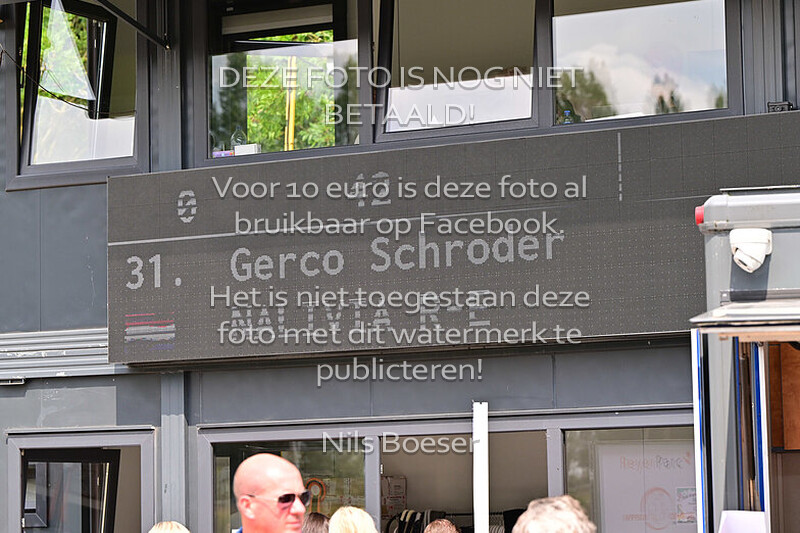 DEZE FOTO IS NOG NIET
BETAALD!
Voor 10 euro is deze foto al
bruikbaar op Facebook.
Het is niet toegestaan deze
foto met dit watermerk te
publiceren!
Nils Boeser
0 42
31. Gerco Schroder